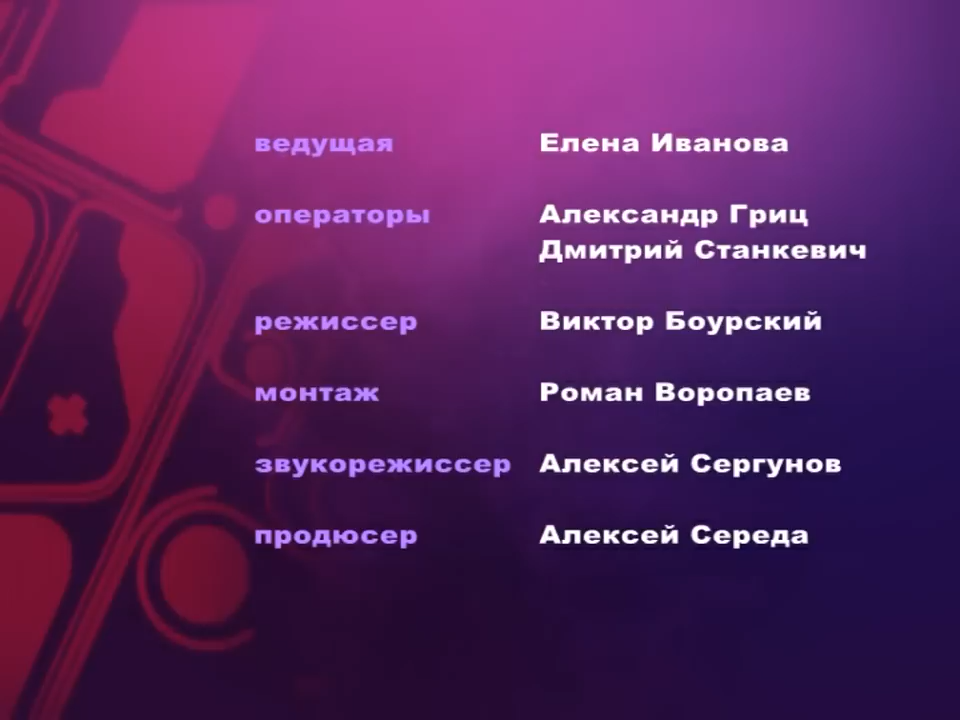 ведущая Елена Иванова
операторы Александр Гриц
Дмитрий Станкевич
режиссер Виктор Боурский
монтаж Роман Воропаев
звукорежиссер Алексей Сергунов
продюсер Алексей Середа